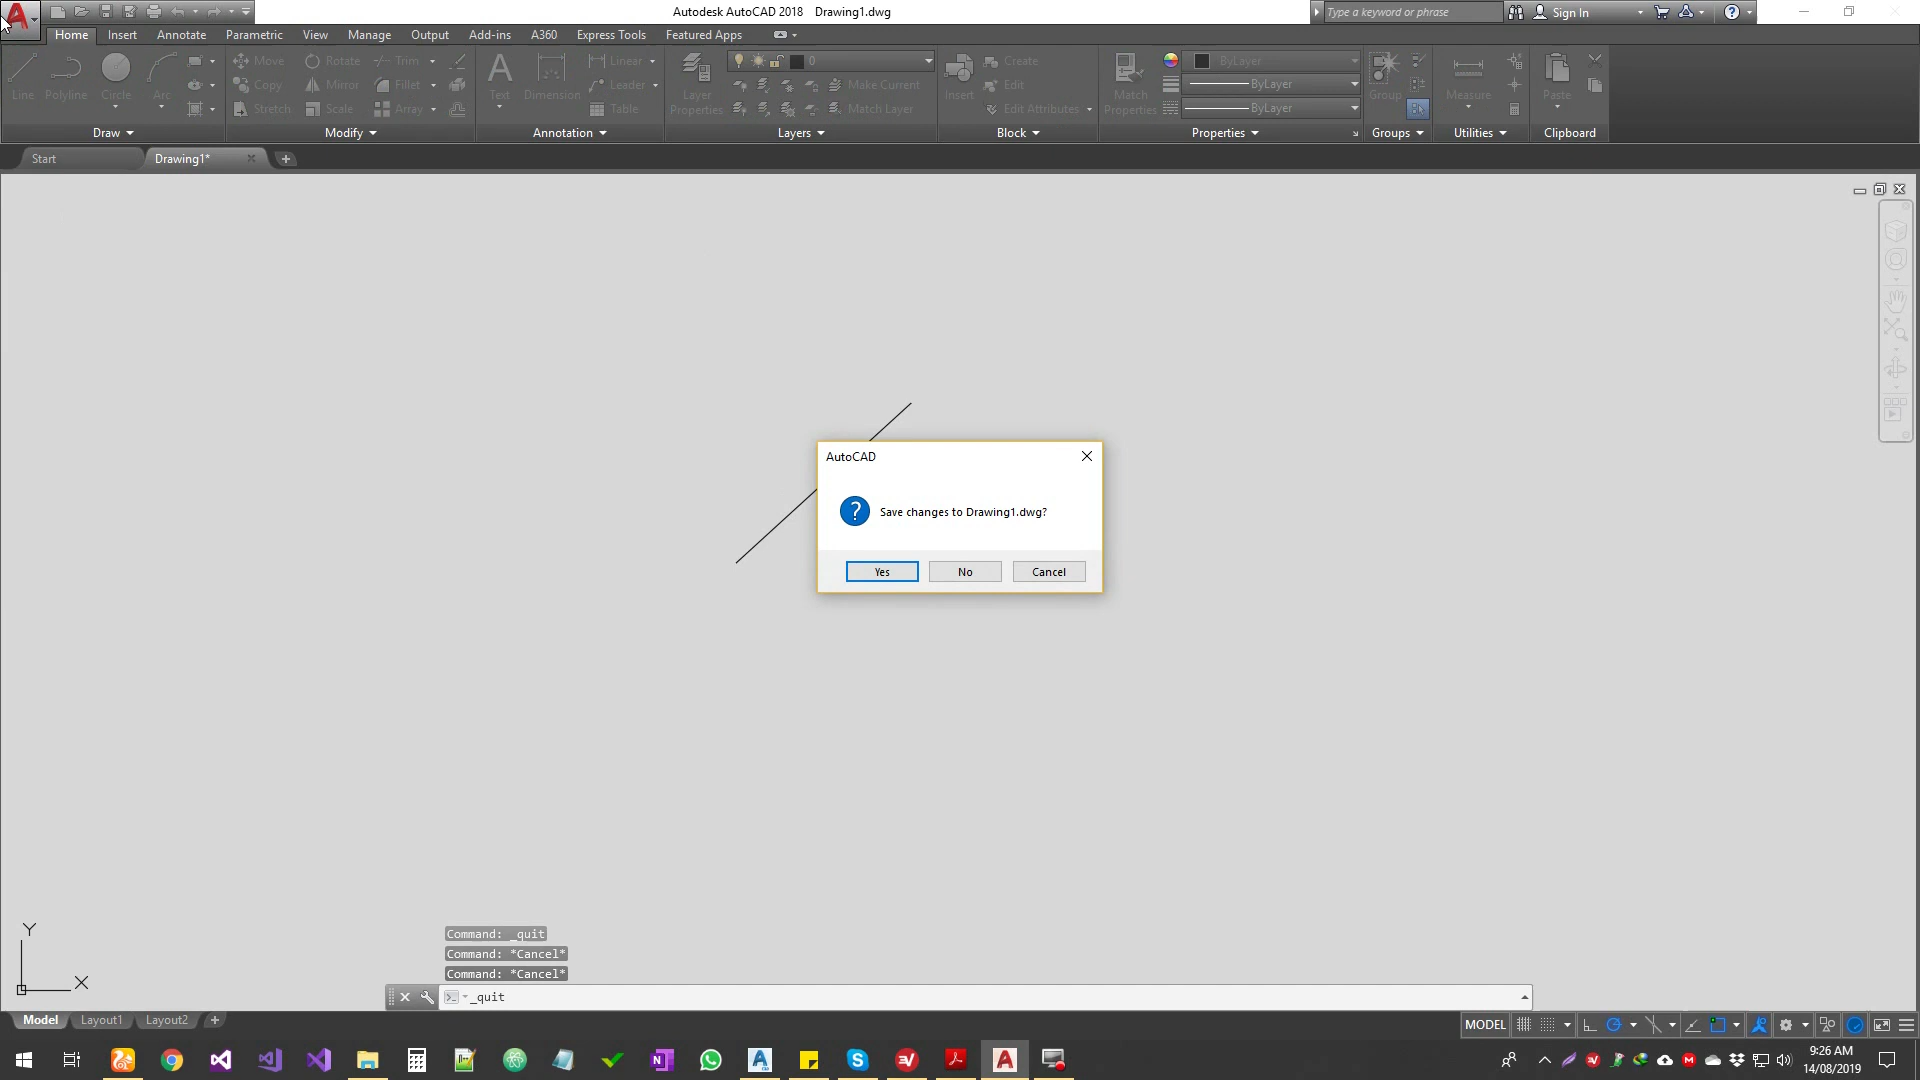 Autodesk AutoCAD 2018 Drawing1.dwg
Type a keyword or phrase
Sign In
Home Insert Annotate Parametric View Manage Output Add-ins A360 Express Tools Featured Apps
Line Polyline Circle Arc
Move Rotate Trim
Copy Mirror Fillet
Stretch Scale Array
Text Dimension
Linear
Leader
Table
Layer
Properties
0
Make Current
Match Layer
Insert
Create
Edit
Edit Attributes
Match
Properties
ByLayer
ByLayer
ByLayer
Group
Measure
Paste
Draw Modify Annotation Layers Block Properties Groups Utilities Clipboard
Start Drawing1*
AutoCAD
Save changes to Drawing1.dwg?
Yes No Cancel
Y
X
Command: _quit
Command: *Cancel*
Command: *Cancel*
_quit
Model Layout1 Layout2
MODEL
9:26 AM
14/08/2019